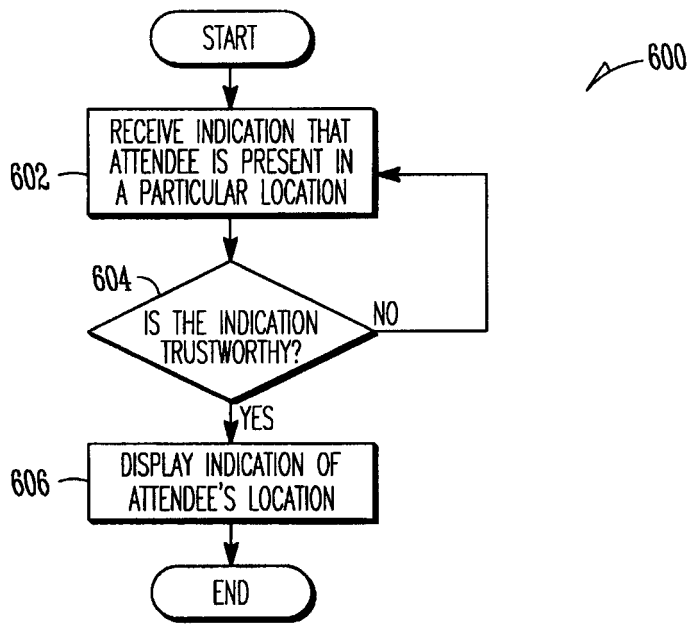 START
600
RECEIVE INDICATION THAT
ATTENDEE IS PRESENT IN
A PARTICULAR LOCATION
602
604
IS THE INDICATION
TRUSTWORTHY?
NO
YES
DISPLAY INDICATION OF
ATTENDEE'S LOCATION
606
END